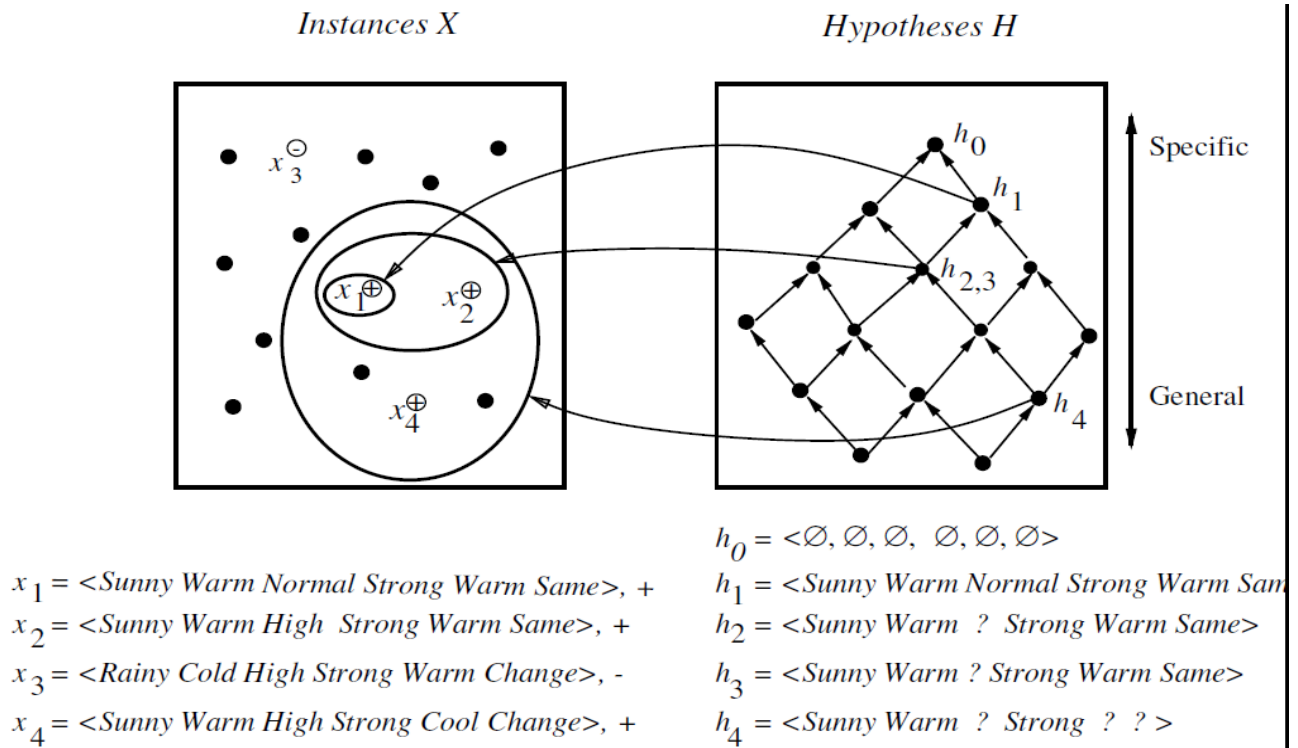 Instances X
Hypotheses H
x3 -
h0
Specific
h1
x1 +
x2 +
h2,3
x4 +
h4
General
h0 = <∅, ∅, ∅, ∅, ∅, ∅>
x1 = <Sunny Warm Normal Strong Warm Same>, +
h1 = <Sunny Warm Normal Strong Warm Sam
x2 = <Sunny Warm High Strong Warm Same>, +
h2 = <Sunny Warm ? Strong Warm Same>
x3 = <Rainy Cold High Strong Warm Change>, -
h3 = <Sunny Warm ? Strong Warm Same>
x4 = <Sunny Warm High Strong Cool Change>, +
h4 = <Sunny Warm ? Strong ? ? >